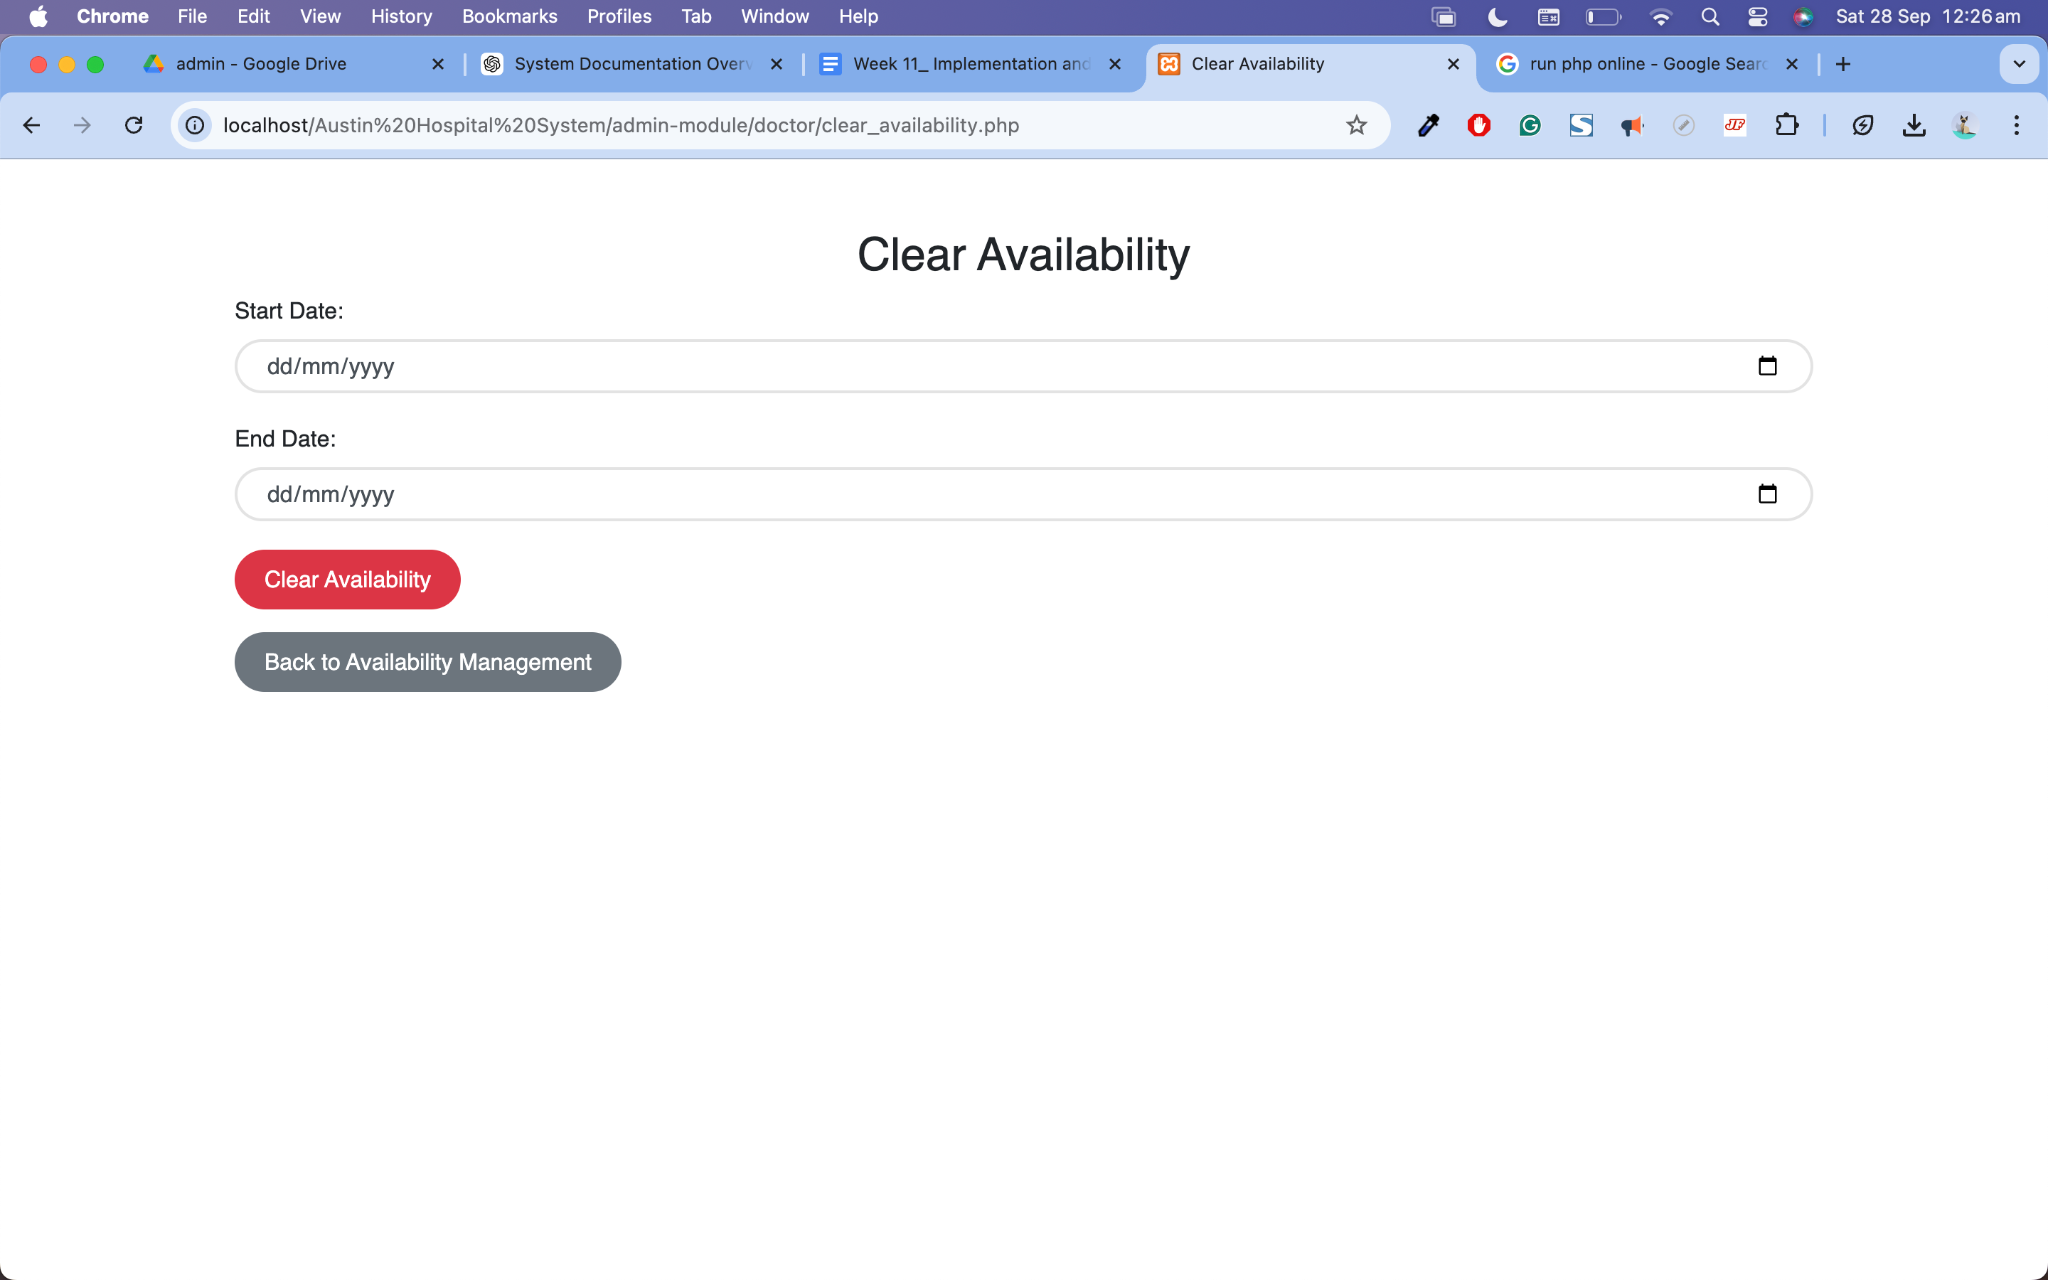 Chrome File Edit View History Bookmarks Profiles Tab Window Help Sat 28 Sep 12:26 am
admin - Google Drive System Documentation Over Week 11_ Implementation and Clear Availability run php online - Google Sear
localhost/Austin%20Hospital%20System/admin-module/doctor/clear_availability.php
Clear Availability
Start Date:
dd/mm/yyyy
End Date:
dd/mm/yyyy
Clear Availability
Back to Availability Management